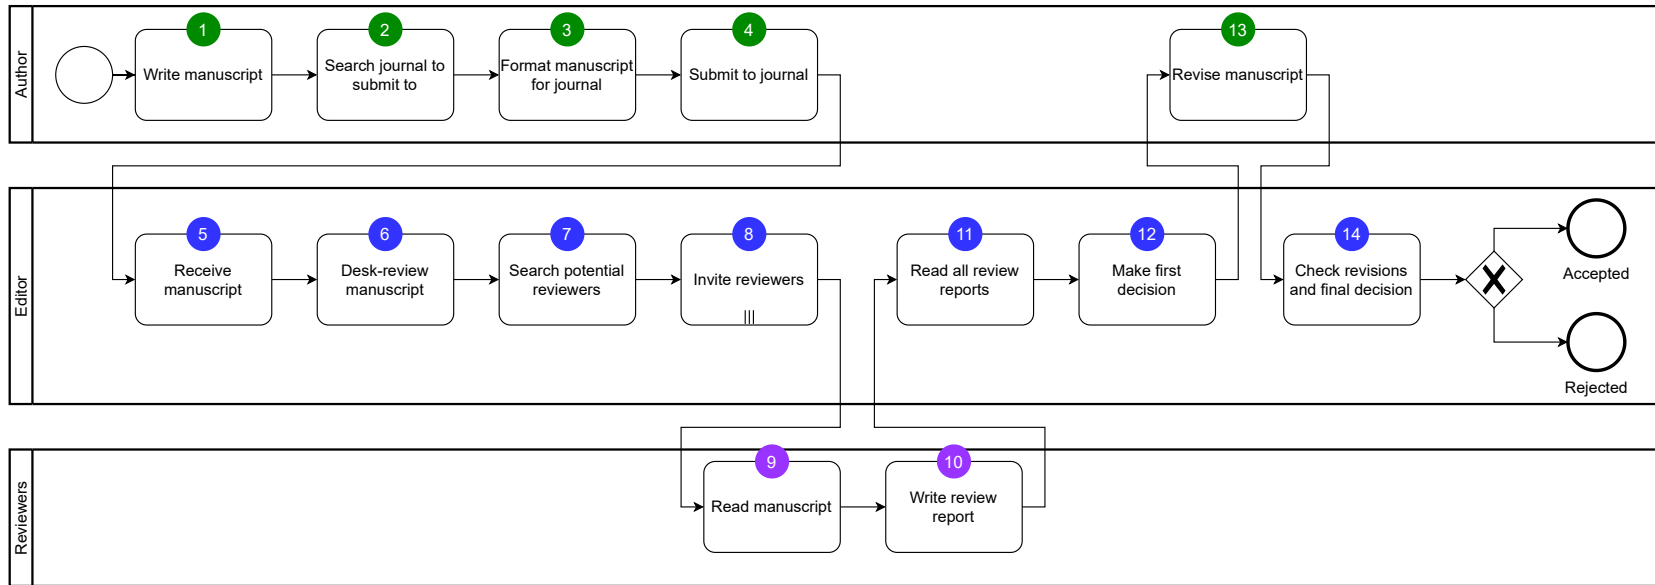 Author
1
Write manuscript
2
Search journal to
submit to
3
Format manuscript
for journal
4
Submit to journal
13
Revise manuscript
Editor
5
Receive
manuscript
6
Desk-review
manuscript
7
Search potential
reviewers
8
Invite reviewers
11
Read all review
reports
12
Make first
decision
14
Check revisions
and final decision
Accepted
Rejected
Reviewers
9
Read manuscript
10
Write review
report